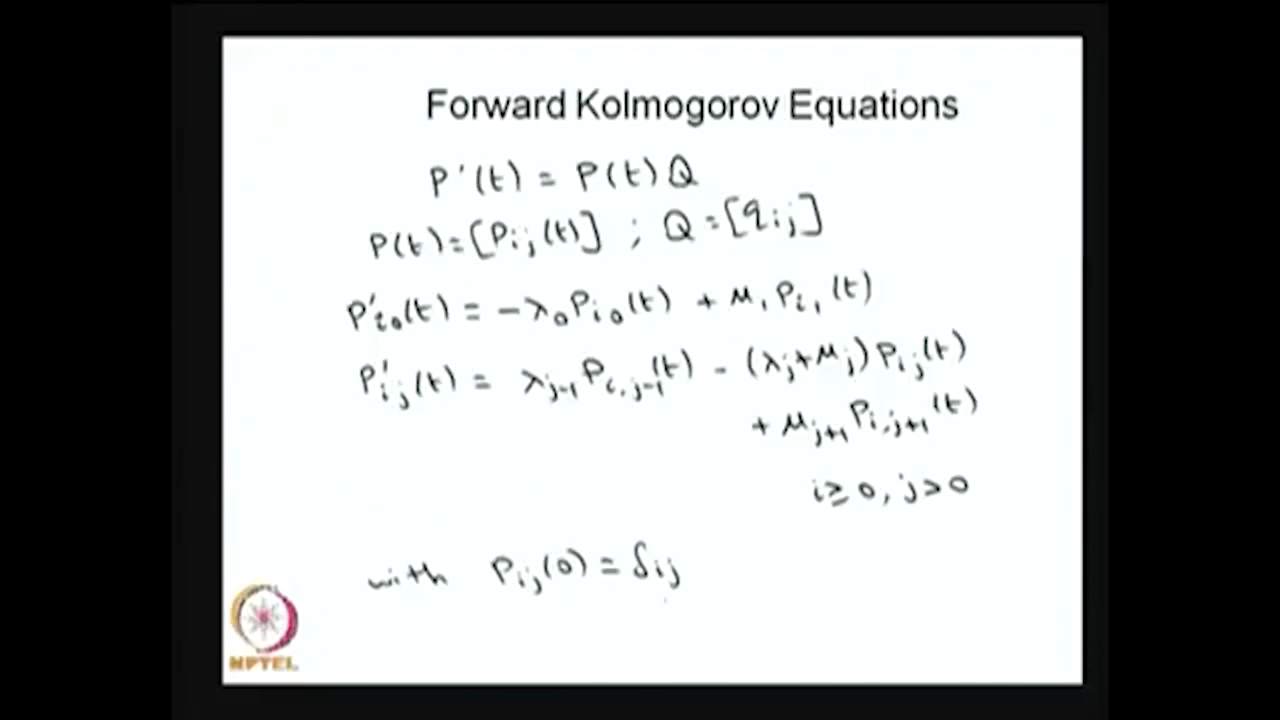 Forward Kolmogorov Equations
P'(t) = P(t) Q
P(t) = [Pij(t)] ; Q = [qij]
P'i0(t) = -λ0 Pi0(t) + μ1 Pi1(t)
P'ij(t) = λj-1 Pi,j-1(t) - (λj+μj) Pij(t)
+ μj+1 Pi,j+1(t)
i ≥ 0, j > 0
with Pij(0) = δij
NPTEL